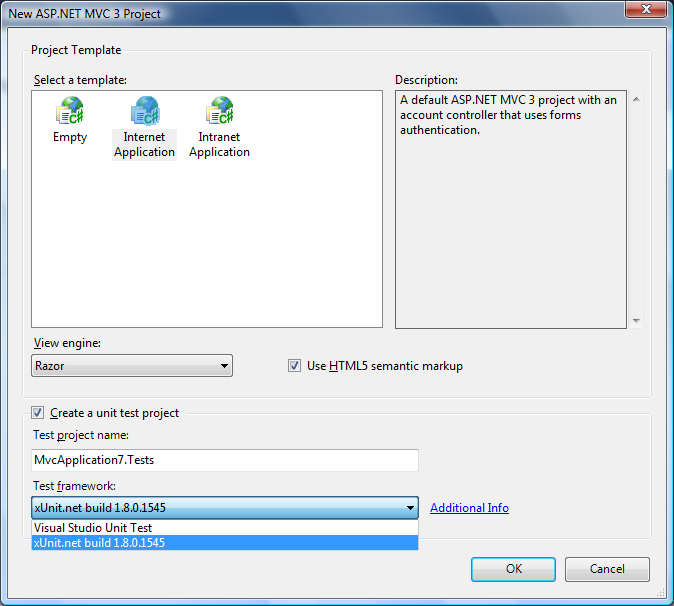 New ASP.NET MVC 3 Project
Project Template
Select a template:
Description:
Empty
Internet
Application
Intranet
Application
A default ASP.NET MVC 3 project with an
account controller that uses forms
authentication.
View engine:
Razor
Use HTML5 semantic markup
Create a unit test project
Test project name:
MvcApplication7.Tests
Test framework:
xUnit.net build 1.8.0.1545
Additional Info
Visual Studio Unit Test
xUnit.net build 1.8.0.1545
OK
Cancel